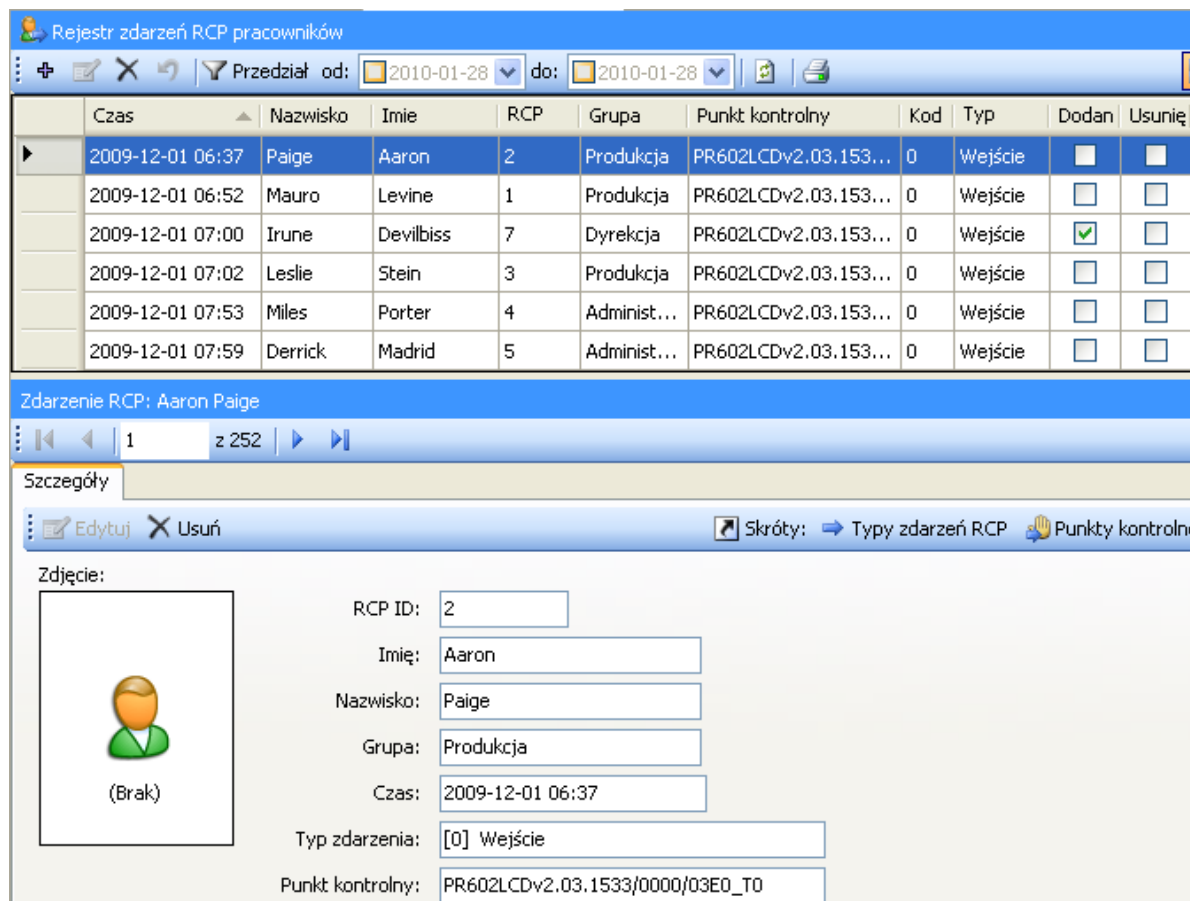 Rejestr zdarzeń RCP pracowników
Przedział od: 2010-01-28 do: 2010-01-28
Czas Nazwisko Imie RCP Grupa Punkt kontrolny Kod Typ Dodan Usunię
2009-12-01 06:37 Paige Aaron 2 Produkcja PR602LCDv2.03.153... 0 Wejście
2009-12-01 06:52 Mauro Levine 1 Produkcja PR602LCDv2.03.153... 0 Wejście
2009-12-01 07:00 Irune Devilbiss 7 Dyrekcja PR602LCDv2.03.153... 0 Wejście
2009-12-01 07:02 Leslie Stein 3 Produkcja PR602LCDv2.03.153... 0 Wejście
2009-12-01 07:53 Miles Porter 4 Administ... PR602LCDv2.03.153... 0 Wejście
2009-12-01 07:59 Derrick Madrid 5 Administ... PR602LCDv2.03.153... 0 Wejście
Zdarzenie RCP: Aaron Paige
1 z 252
Szczegóły
Edytuj Usuń Skróty: Typy zdarzeń RCP Punkty kontroln
Zdjęcie:
(Brak)
RCP ID: 2
Imię: Aaron
Nazwisko: Paige
Grupa: Produkcja
Czas: 2009-12-01 06:37
Typ zdarzenia: [0] Wejście
Punkt kontrolny: PR602LCDv2.03.1533/0000/03E0_T0